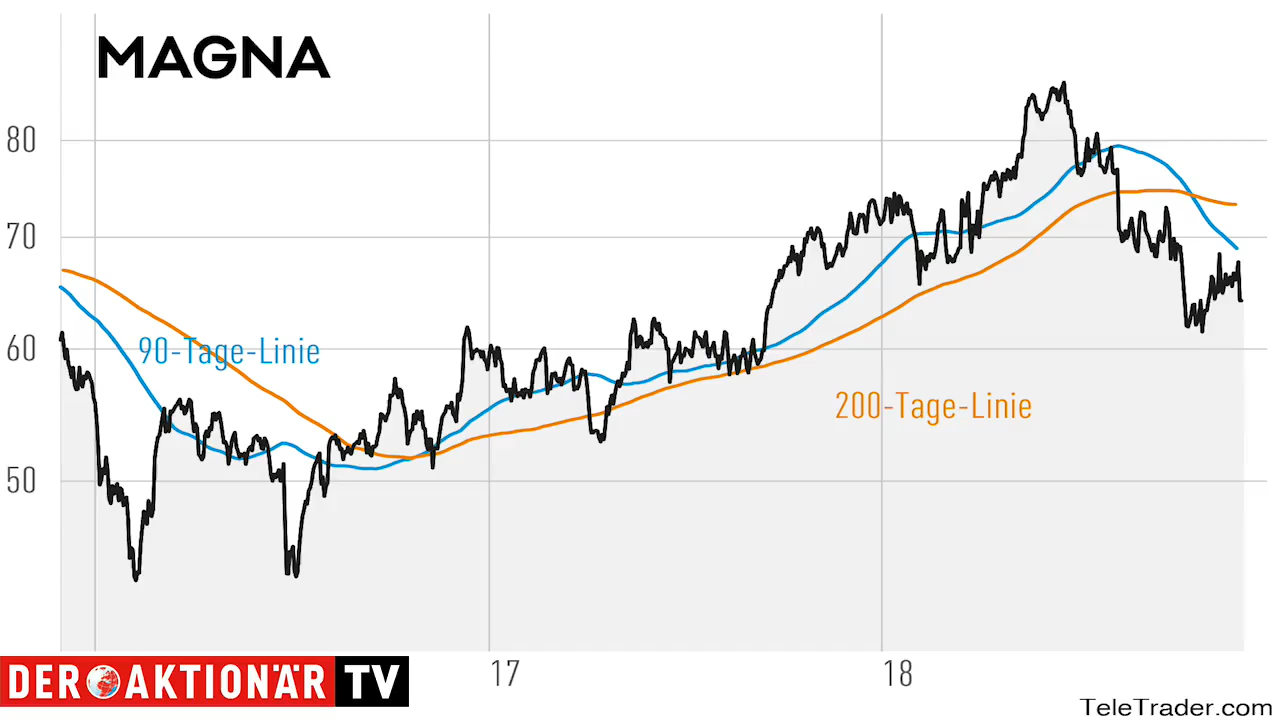 MAGNA
80
70
60
50
90-Tage-Linie
200-Tage-Linie
17
18
DER AKTIONÄR TV
TeleTrader.com